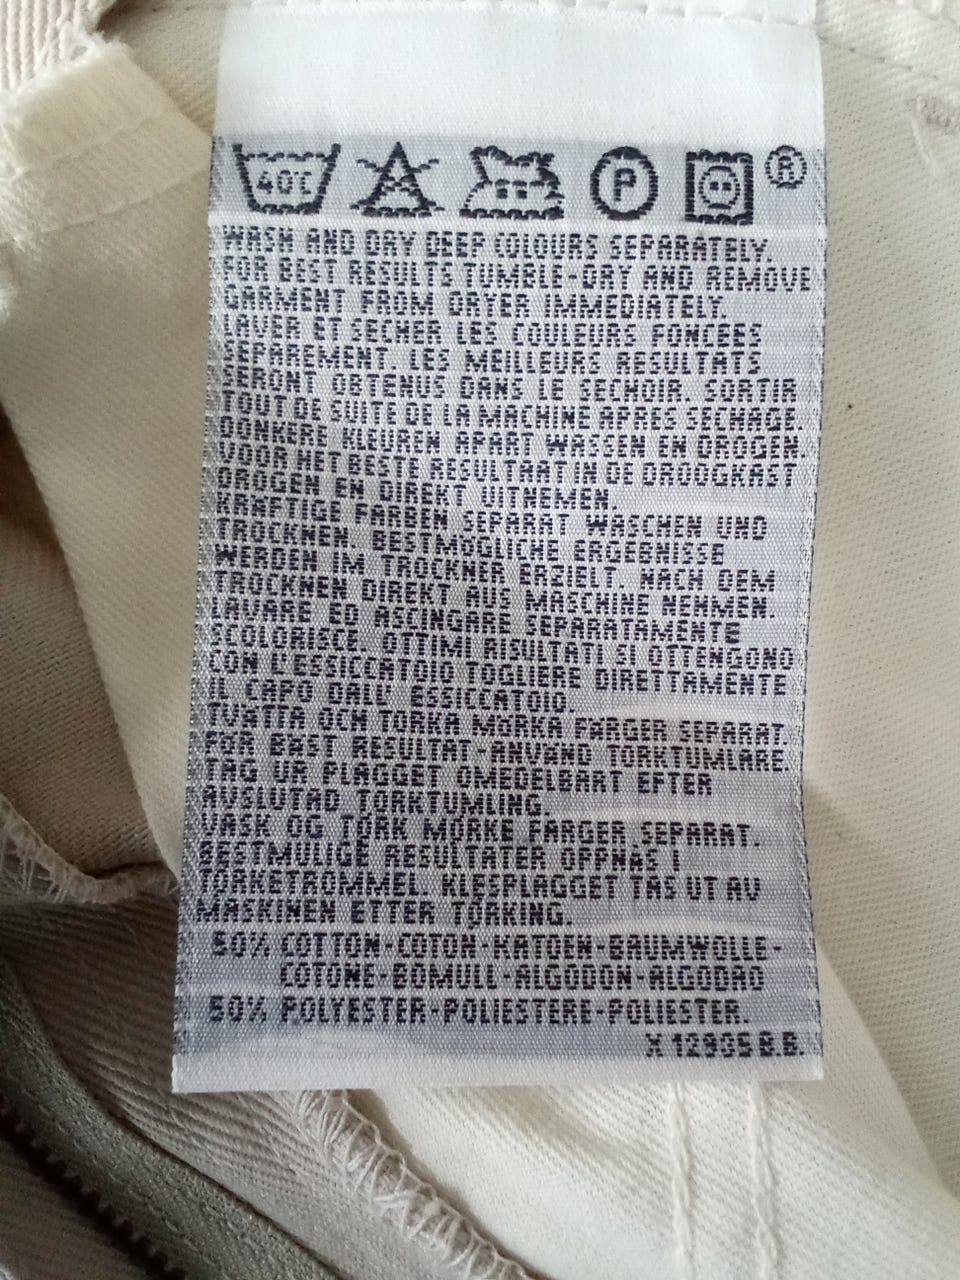 40°C P ®
WASH AND DRY DEEP COLOURS SEPARATELY.
FOR BEST RESULTS TUMBLE-DRY AND REMOVE
GARMENT FROM DRYER IMMEDIATELY.
LAVER ET SECHER LES COULEURS FONCEES
SEPAREMENT. LES MEILLEURS RESULTATS
SERONT OBTENUS DANS LE SECHOIR. SORTIR
TOUT DE SUITE DE LA MACHINE APRES SECHAGE.
DONKERE KLEUREN APART WASSEN EN DROGEN.
VOOR HET BESTE RESULTAAT IN DE DROOGKAST
DROGEN EN DIREKT UITNEMEN.
KRÄFTIGE FARBEN SEPARAT WASCHEN UND
TROCKNEN. BESTMÖGLICHE ERGEBNISSE
WERDEN IM TROCKNER ERZIELT. NACH DEM
TROCKNEN DIREKT AUS MASCHINE NEHMEN.
LAVARE ED ASCINGARE SEPARATAMENTE
SCOLORISCE. OTTIMI RISULTATI SI OTTENGONO
CON L'ESSICCATOIO TOGLIERE DIRETTAMENTE
IL CAPO DALL' ESSICCATOIO.
TVÄTTA OCH TORKA MÖRKA FÄRGER SEPARAT
FÖR BÄST RESULTAT-ANVÄND TORKTUMLARE.
TAG UR PLAGGET OMEDELBART EFTER
AVSLUTAD TORKTUMLING.
VASK OG TÖRK MÖRKE FARGER SEPARAT.
BESTMULIGE RESULTATER OPPNÅS I
TÖRKETROMMEL. KLESPLAGGET TAS UT AV
MASKINEN ETTER TÖRKING.
50% COTTON-COTON-KATOEN-BAUMWOLLE-
COTONE-BOMULL-ALGODON-ALGODAO
50% POLYESTER-POLIESTERE-POLIESTER.
X 12935 B.B.